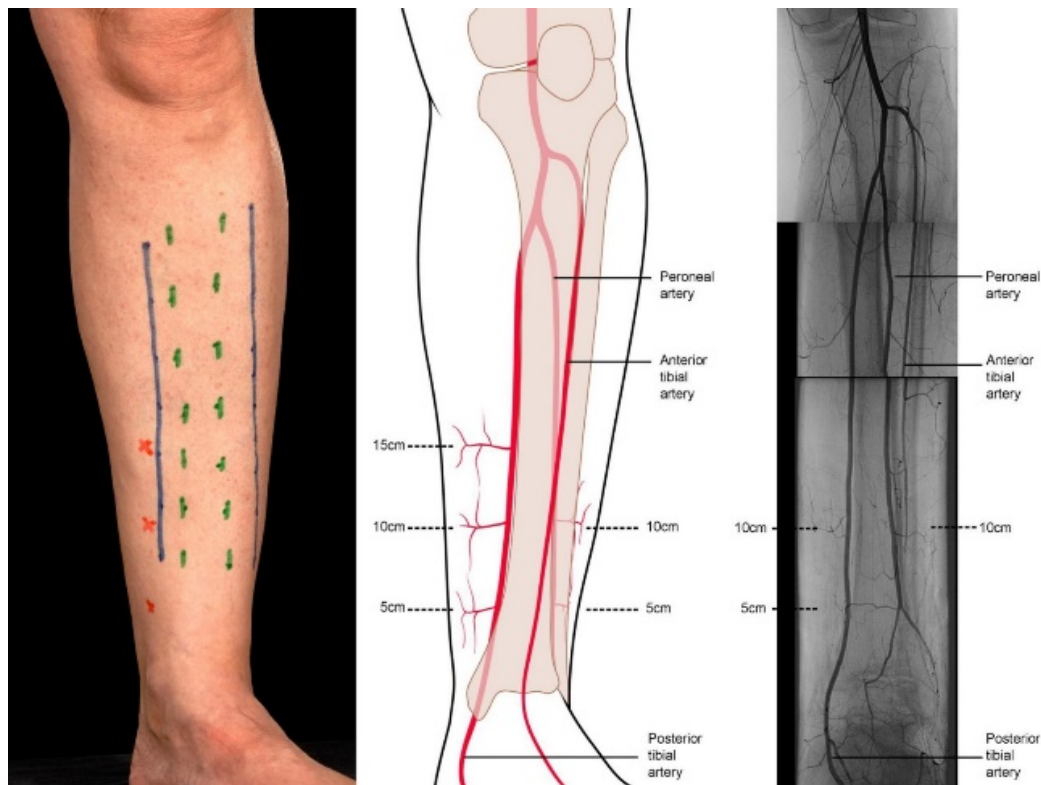 Peroneal
artery
Anterior
tibial
artery
15cm
10cm
10cm
5cm
5cm
Posterior
tibial
artery
Peroneal
artery
Anterior
tibial
artery
10cm
10cm
5cm
Posterior
tibial
artery